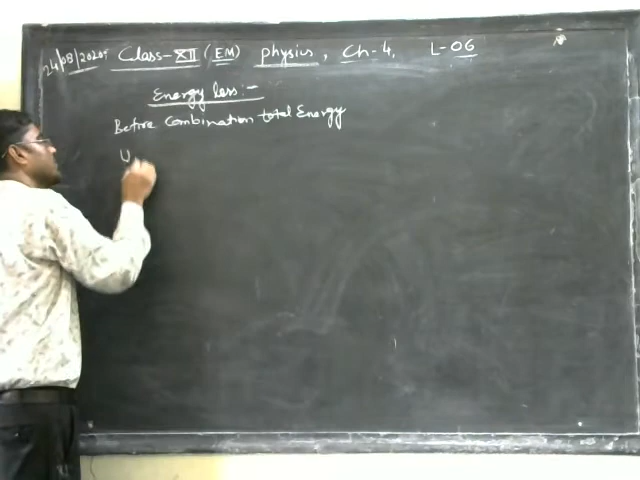 24/08/2020, Class-XII (EM) physics, Ch-4, L-06
Energy loss:-
Before Combination total Energy
U